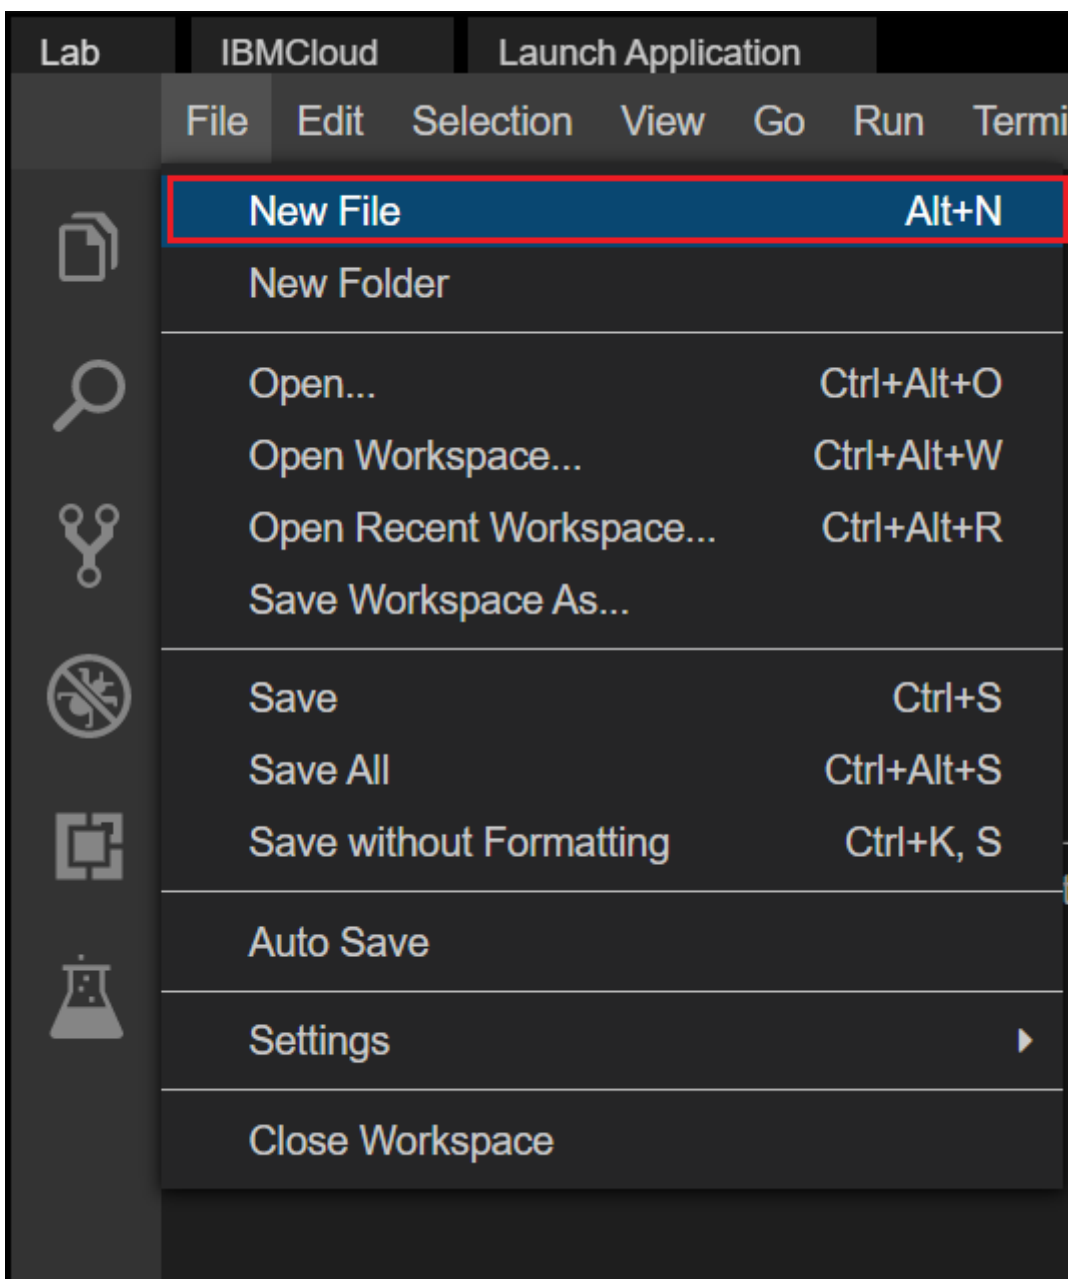 Lab IBMCloud Launch Application
File Edit Selection View Go Run Termi
New File Alt+N
New Folder
Open... Ctrl+Alt+O
Open Workspace... Ctrl+Alt+W
Open Recent Workspace... Ctrl+Alt+R
Save Workspace As...
Save Ctrl+S
Save All Ctrl+Alt+S
Save without Formatting Ctrl+K, S
Auto Save
Settings
Close Workspace